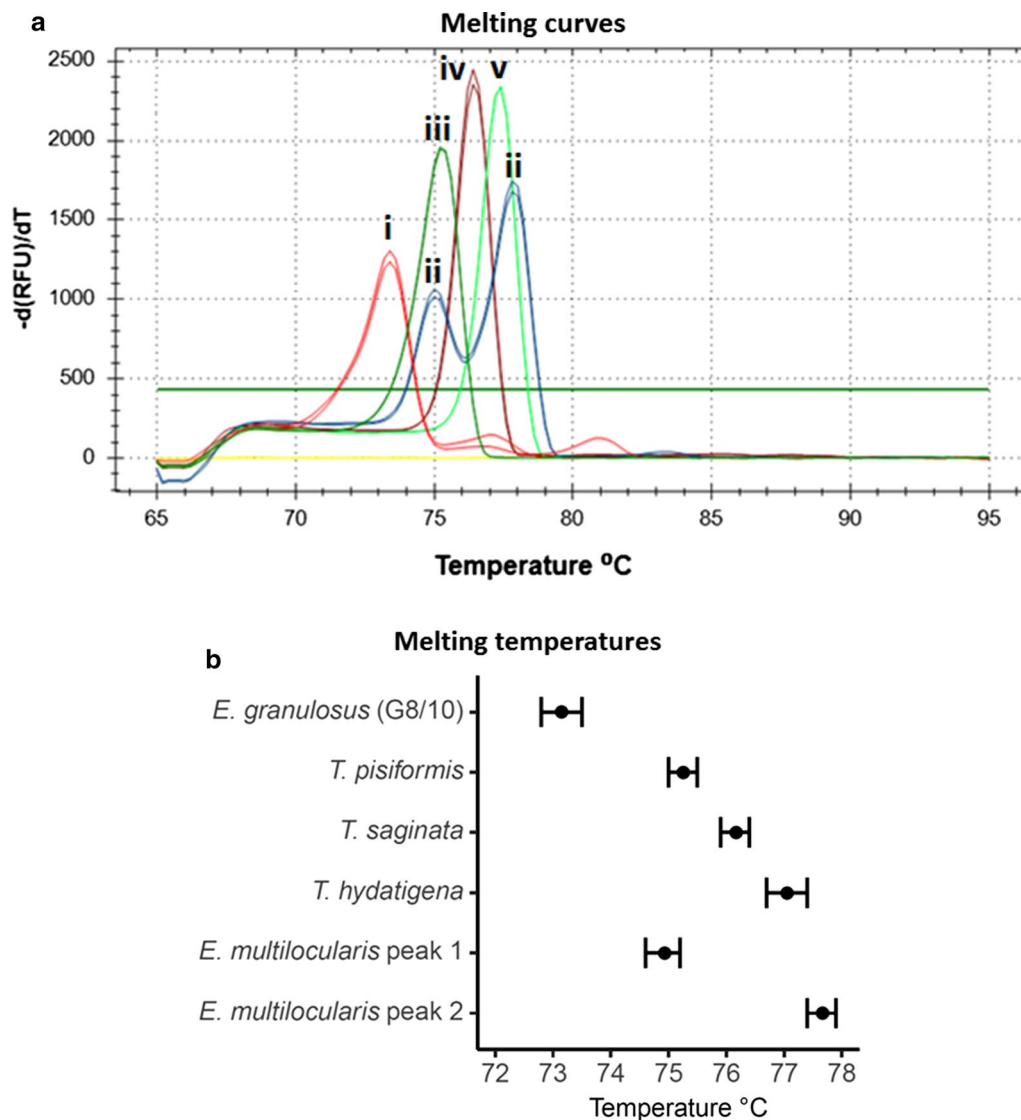 a
Melting curves
2500
2000
1500
1000
500
0
-d(RFU)/dT
i
ii
iii
iv
v
ii
65 70 75 80 85 90 95
Temperature ºC
Melting temperatures
b
E. granulosus (G8/10)
T. pisiformis
T. saginata
T. hydatigena
E. multilocularis peak 1
E. multilocularis peak 2
72 73 74 75 76 77 78
Temperature °C